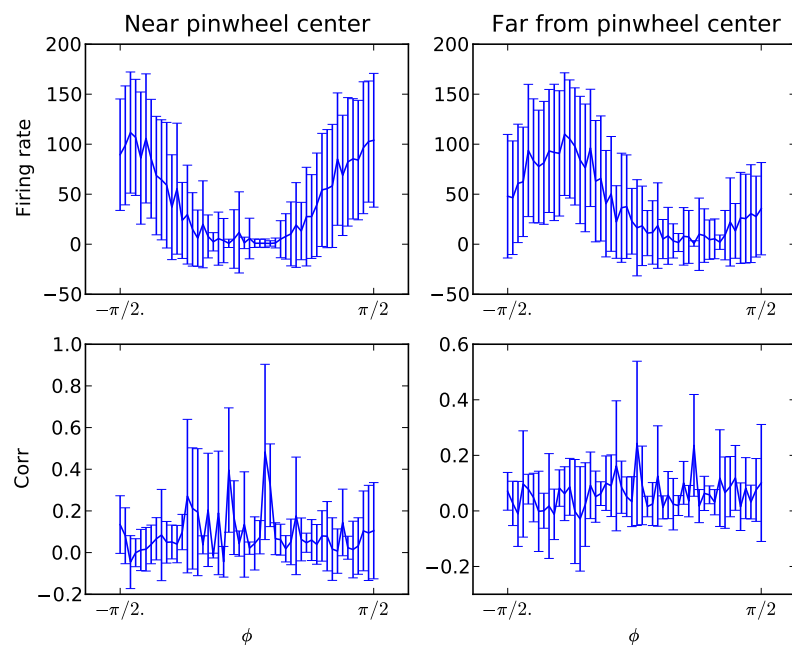 Near pinwheel center
Far from pinwheel center
Firing rate
200
150
100
50
0
−50
−π/2.
π/2
200
150
100
50
0
−50
−π/2.
π/2
Corr
1.0
0.8
0.6
0.4
0.2
0.0
−0.2
−π/2.
π/2
ϕ
0.6
0.4
0.2
0.0
−0.2
−π/2.
π/2
ϕ